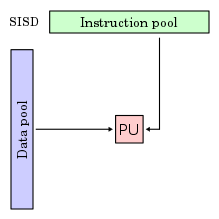 SISD
Instruction pool
Data pool
PU